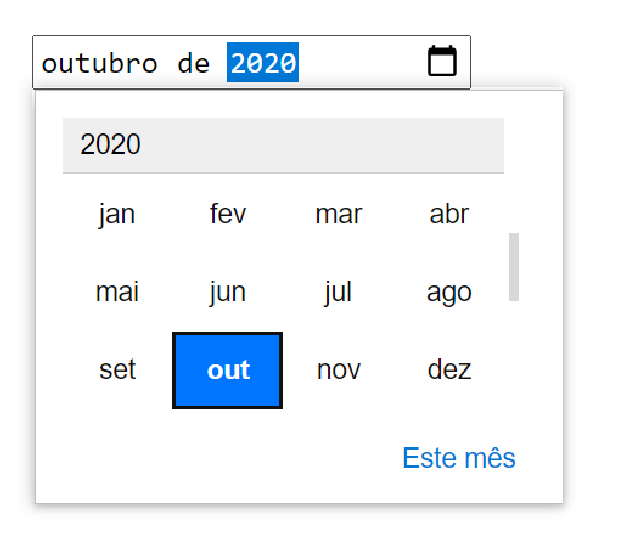 outubro de 2020
2020
jan fev mar abr
mai jun jul ago
set out nov dez
Este mês